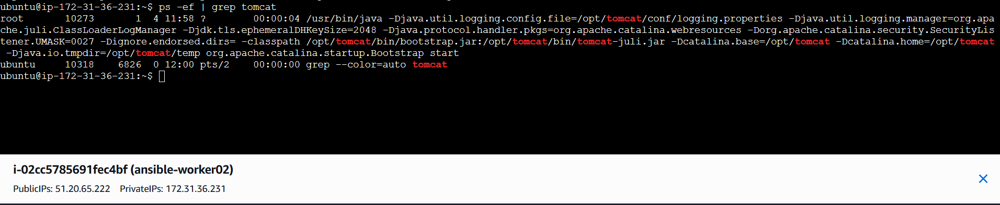 ubuntu@ip-172-31-36-231:~$ ps -ef | grep tomcat
root       10273       1  4 11:58 ?        00:00:04 /usr/bin/java -Djava.util.logging.config.file=/opt/tomcat/conf/logging.properties -Djava.util.logging.manager=org.apa
che.juli.ClassLoaderLogManager -Djdk.tls.ephemeralDHKeySize=2048 -Djava.protocol.handler.pkgs=org.apache.catalina.webresources -Dorg.apache.catalina.security.SecurityLis
tener.UMASK=0027 -Dignore.endorsed.dirs= -classpath /opt/tomcat/bin/bootstrap.jar:/opt/tomcat/bin/tomcat-juli.jar -Dcatalina.base=/opt/tomcat -Dcatalina.home=/opt/tomcat
 -Djava.io.tmpdir=/opt/tomcat/temp org.apache.catalina.startup.Bootstrap start
ubuntu     10318    6826  0 12:00 pts/2    00:00:00 grep --color=auto tomcat
ubuntu@ip-172-31-36-231:~$
i-02cc5785691fec4bf (ansible-worker02)
PublicIPs: 51.20.65.222   PrivateIPs: 172.31.36.231